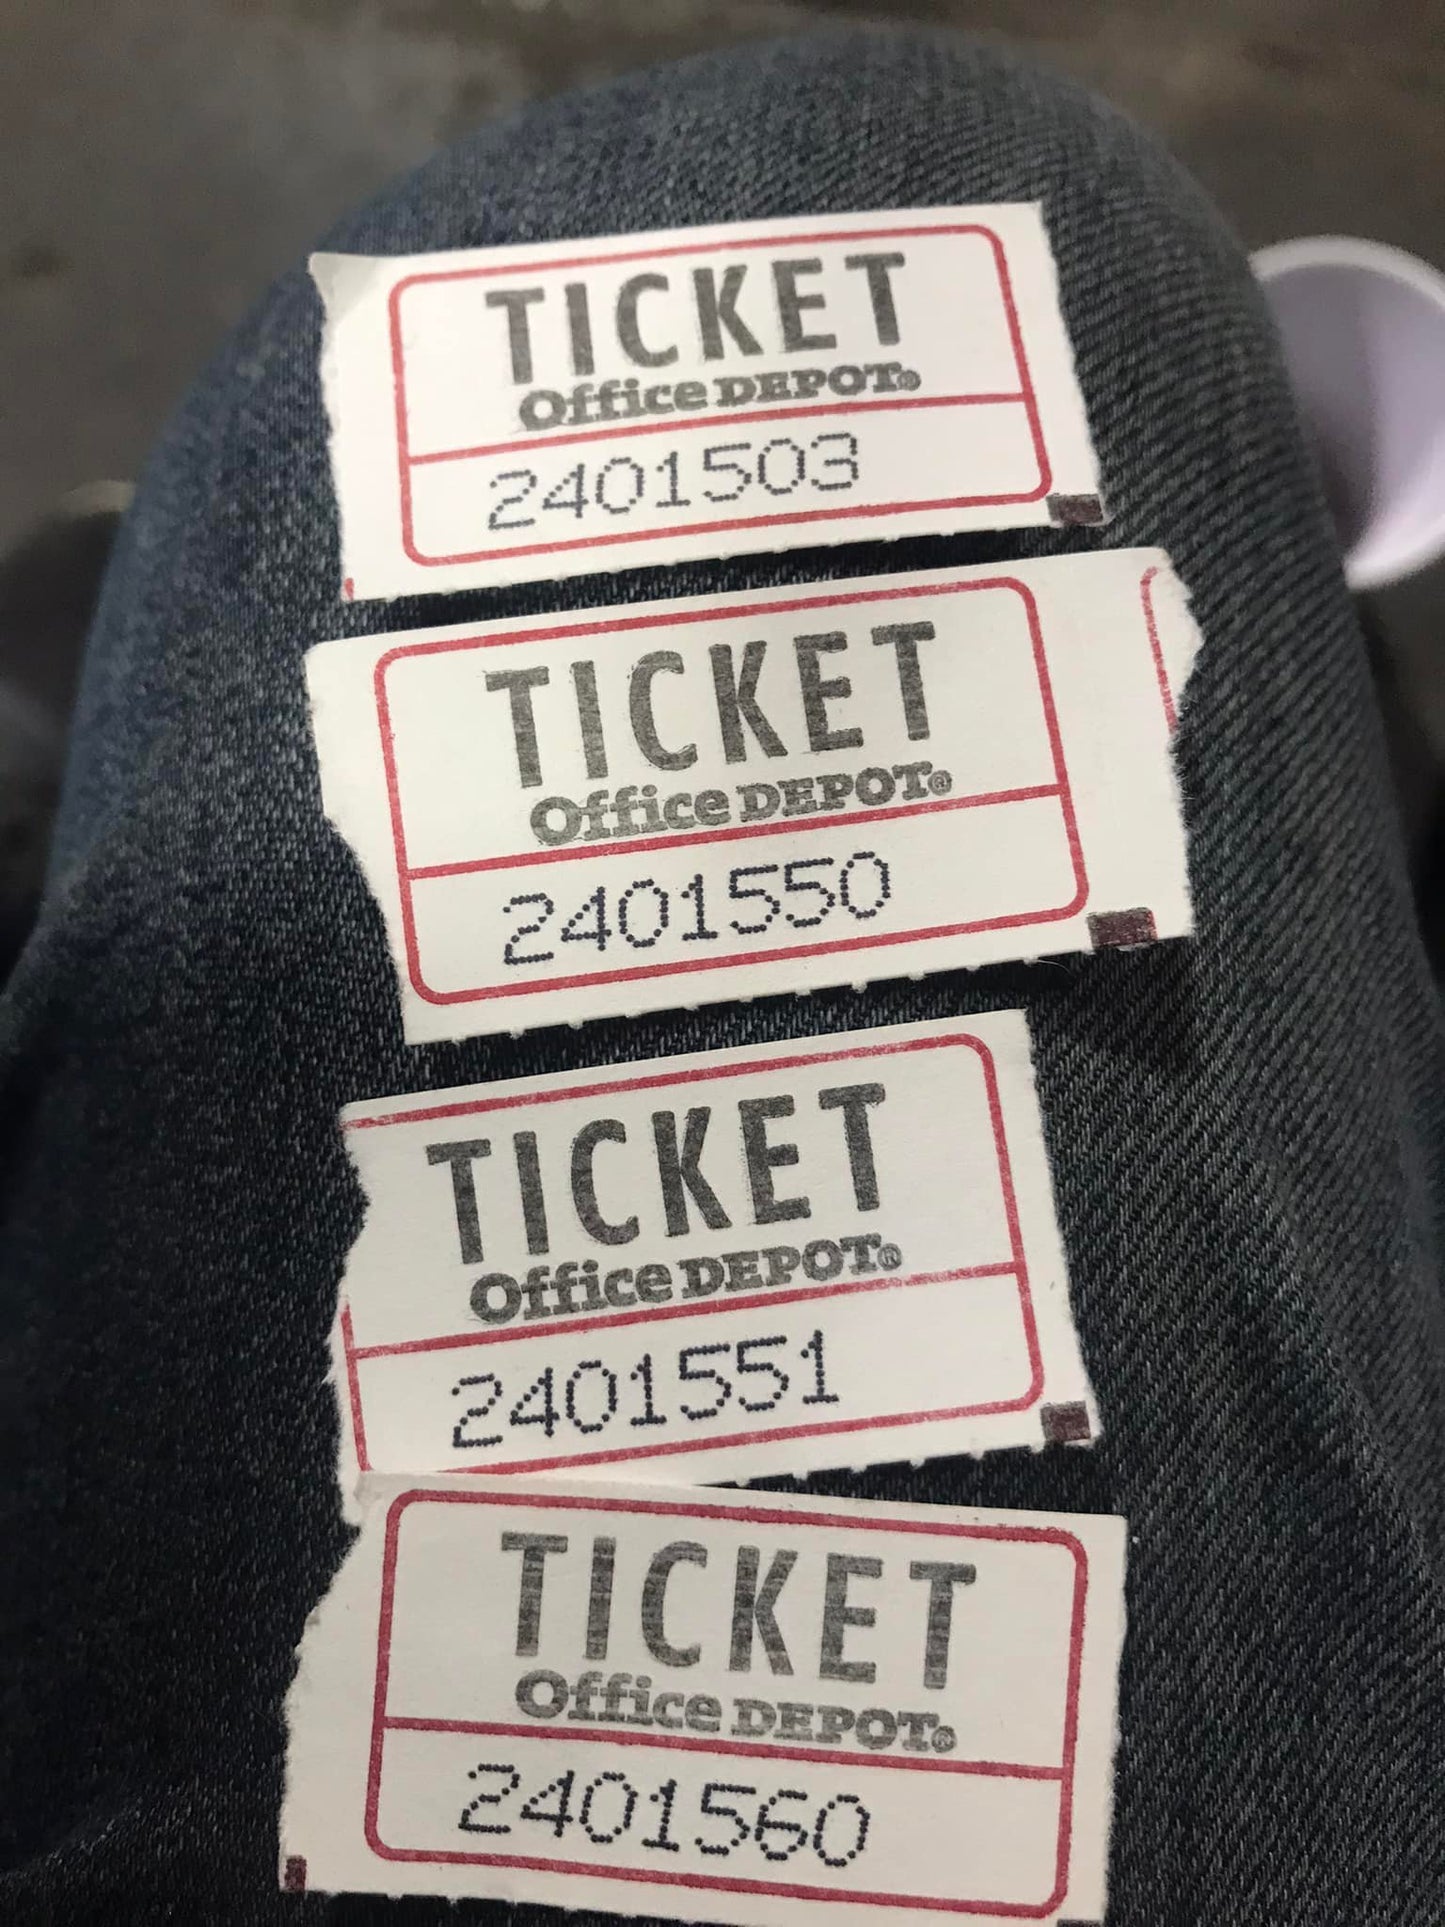 TICKET
Office DEPOT®
2401503
TICKET
Office DEPOT®
2401550
TICKET
Office DEPOT®
2401551
TICKET
Office DEPOT®
2401560